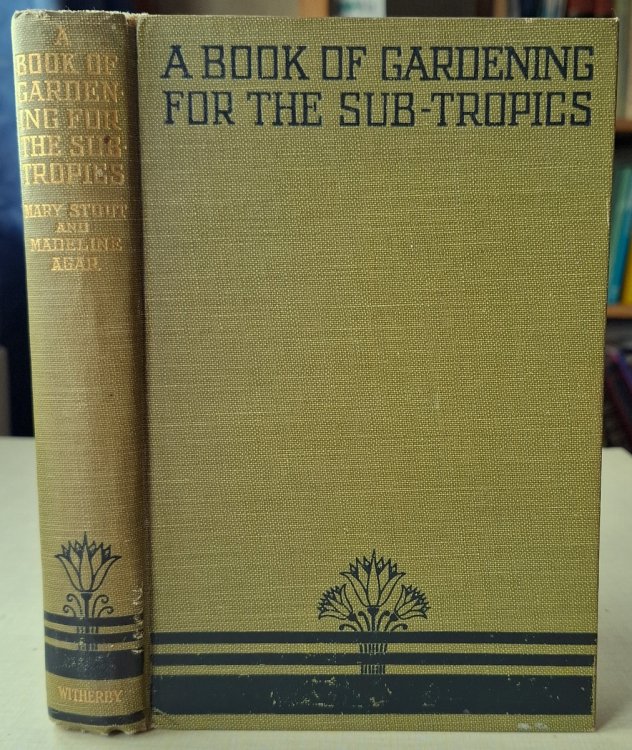 A
BOOK OF
GARDEN-
ING FOR
THE SUB-
TROPICS
MARY STOUT
AND
MADELINE
AGAR
WITHERBY
A BOOK OF GARDENING
FOR THE SUB-TROPICS